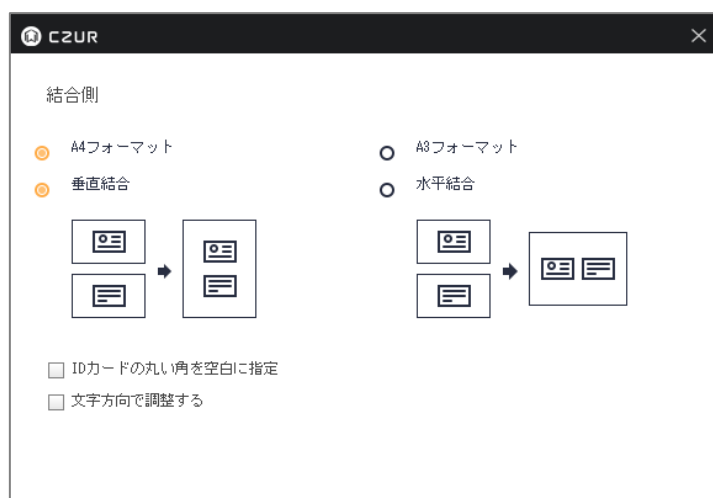 CZUR
結合側
A4フォーマット
A3フォーマット
垂直結合
水平結合
IDカードの丸い角を空白に指定
文字方向で調整する